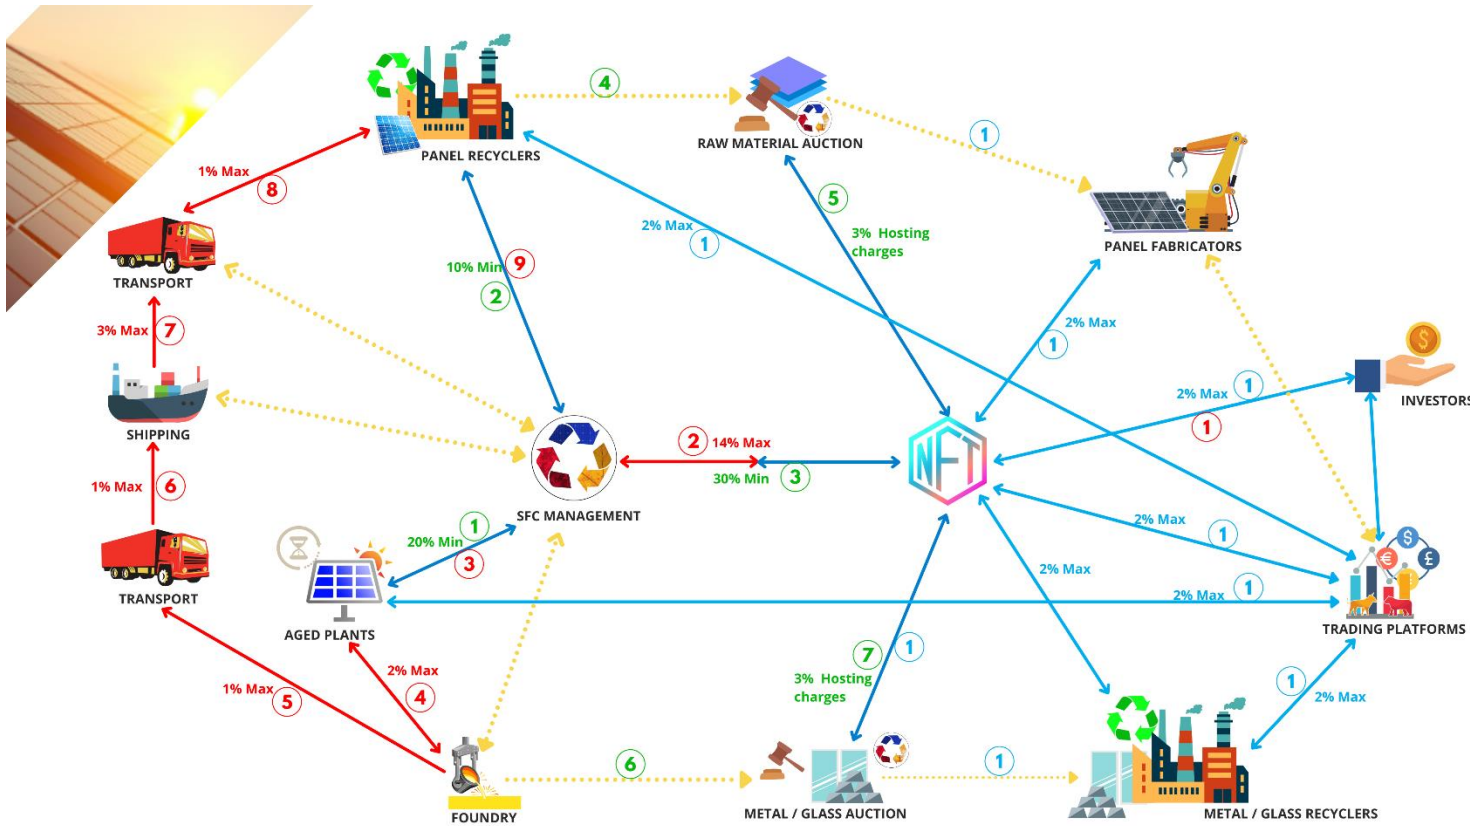 4
PANEL RECYCLERS
RAW MATERIAL AUCTION
1
1% Max
8
2% Max
1
5
3% Hosting
charges
PANEL FABRICATORS
TRANSPORT
10% Min
9
2
3% Max
7
2% Max
1
$
INVESTORS
2% Max
1
1
SHIPPING
2
14% Max
30% Min
3
NFT
1% Max
6
SFC MANAGEMENT
1
20% Min
3
2% Max
1
$
€
£
TRANSPORT
2% Max
2% Max
1
AGED PLANTS
TRADING PLATFORMS
7
1
3% Hosting
charges
2% Max
4
1% Max
5
1
2% Max
6
1
FOUNDRY
METAL / GLASS AUCTION
METAL / GLASS RECYCLERS